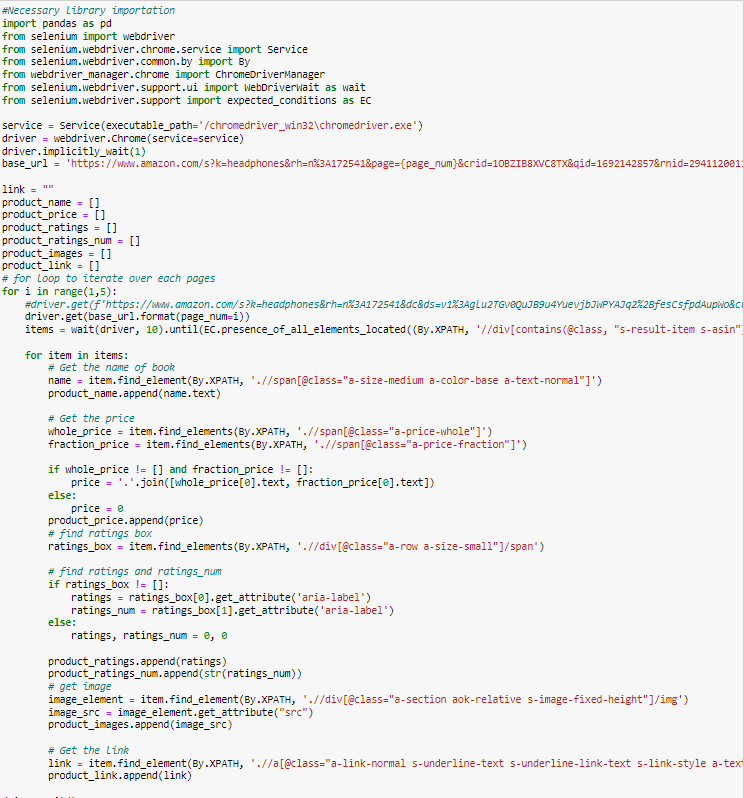 #Necessary library importation
import pandas as pd
from selenium import webdriver
from selenium.webdriver.chrome.service import Service
from selenium.webdriver.common.by import By
from webdriver_manager.chrome import ChromeDriverManager
from selenium.webdriver.support.ui import WebDriverWait as wait
from selenium.webdriver.support import expected_conditions as EC
service = Service(executable_path='/chromedriver_win32\chromedriver.exe')
driver = webdriver.Chrome(service=service)
driver.implicitly_wait(1)
base_url = 'https://www.amazon.com/s?k=headphones&rh=n%3A172541&page={page_num}&crid=1OBZIB8XVC8TX&qid=1692142857&rnid=294112001
link = ""
product_name = []
product_price = []
product_ratings = []
product_ratings_num = []
product_images = []
product_link = []
# for loop to iterate over each pages
for i in range(1,5):
    #driver.get(f'https://www.amazon.com/s?k=headphones&rh=n%3A172541&dc&ds=v1%3AglU2TGv0QuJB9u4YuevjbJWPYAJq2%2BfesCsfpdAupWo&c
    driver.get(base_url.format(page_num=i))
    items = wait(driver, 10).until(EC.presence_of_all_elements_located((By.XPATH, '//div[contains(@class, "s-result-item s-asin"
    for item in items:
        # Get the name of book
        name = item.find_element(By.XPATH, './/span[@class="a-size-medium a-color-base a-text-normal"]')
        product_name.append(name.text)
        # Get the price
        whole_price = item.find_elements(By.XPATH, './/span[@class="a-price-whole"]')
        fraction_price = item.find_elements(By.XPATH, './/span[@class="a-price-fraction"]')
        if whole_price != [] and fraction_price != []:
            price = '.'.join([whole_price[0].text, fraction_price[0].text])
        else:
            price = 0
        product_price.append(price)
        # find ratings box
        ratings_box = item.find_elements(By.XPATH, './/div[@class="a-row a-size-small"]/span')
        # find ratings and ratings_num
        if ratings_box != []:
            ratings = ratings_box[0].get_attribute('aria-label')
            ratings_num = ratings_box[1].get_attribute('aria-label')
        else:
            ratings, ratings_num = 0, 0
        product_ratings.append(ratings)
        product_ratings_num.append(str(ratings_num))
        # get image
        image_element = item.find_element(By.XPATH, './/div[@class="a-section aok-relative s-image-fixed-height"]/img')
        image_src = image_element.get_attribute("src")
        product_images.append(image_src)
        # Get the Link
        link = item.find_element(By.XPATH, './/a[@class="a-link-normal s-underline-text s-underline-link-text s-link-style a-text
        product_link.append(link)